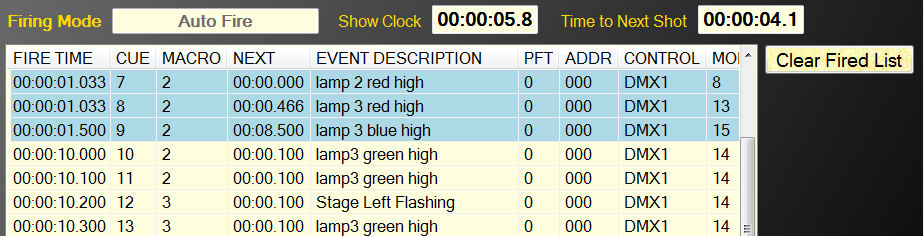 Firing Mode Auto Fire Show Clock 00:00:05.8 Time to Next Shot 00:00:04.1
FIRE TIME CUE MACRO NEXT EVENT DESCRIPTION PFT ADDR CONTROL MOI Clear Fired List
00:00:01.033 7 2 00:00.000 lamp 2 red high 0 000 DMX1 8
00:00:01.033 8 2 00:00.466 lamp 3 red high 0 000 DMX1 13
00:00:01.500 9 2 00:08.500 lamp 3 blue high 0 000 DMX1 15
00:00:10.000 10 2 00:00.100 lamp3 green high 0 000 DMX1 14
00:00:10.100 11 2 00:00.100 lamp3 green high 0 000 DMX1 14
00:00:10.200 12 3 00:00.100 Stage Left Flashing 0 000 DMX1 14
00:00:10.300 13 3 00:00.100 lamp3 green high 0 000 DMX1 14